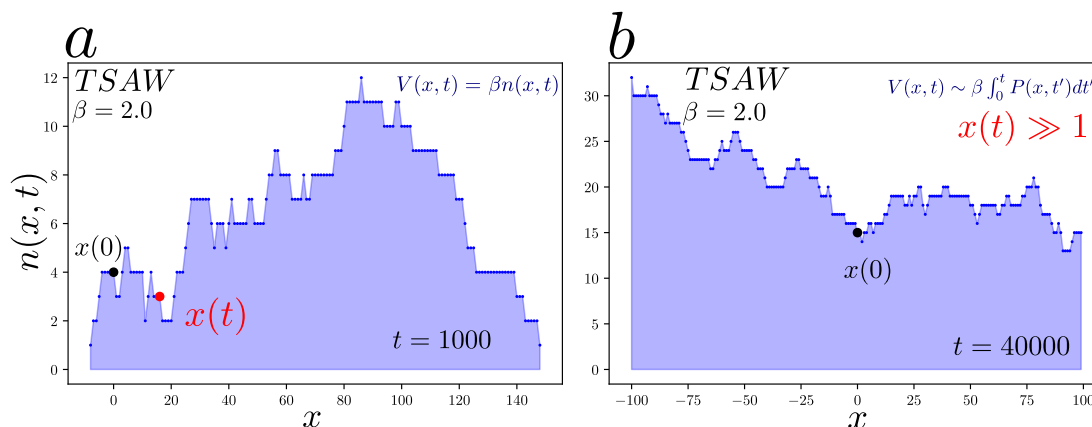 a
TSAW
β = 2.0
V(x, t) = βn(x, t)
x(0)
x(t)
t = 1000
n(x, t)
12
10
8
6
4
2
0
0 20 40 60 80 100 120 140
x
b
TSAW
β = 2.0
V(x, t) ∼ β ∫₀ᵗ P(x, t′)dt′
x(t) ≫ 1
x(0)
t = 40000
30
25
20
15
10
5
0
−100 −75 −50 −25 0 25 50 75 100
x